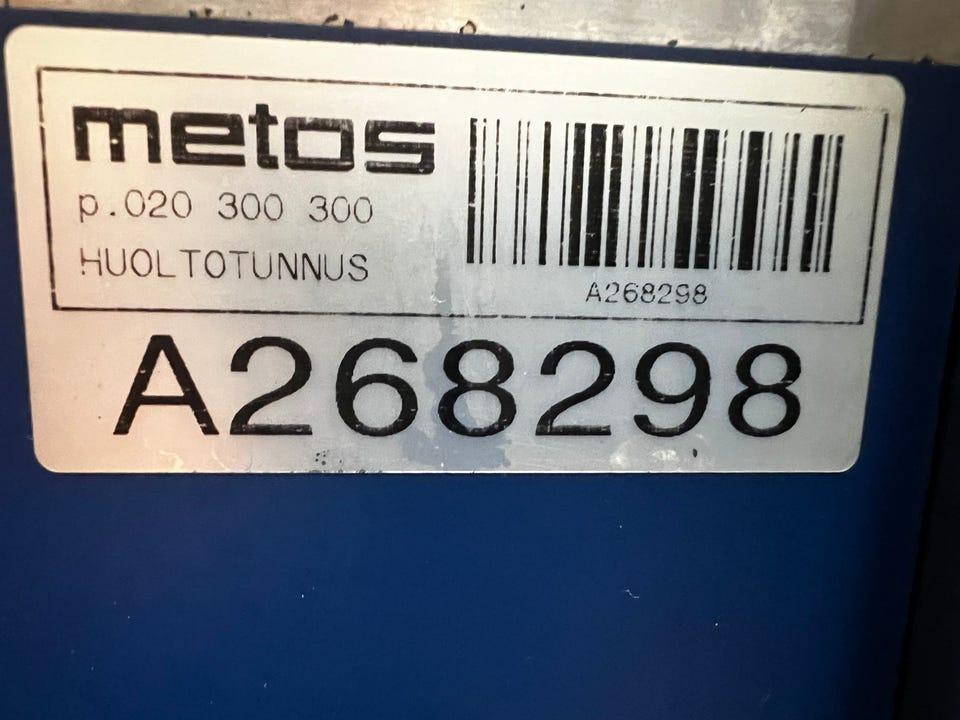 metos
p.020 300 300
HUOLTOTUNNUS
A268298
A268298